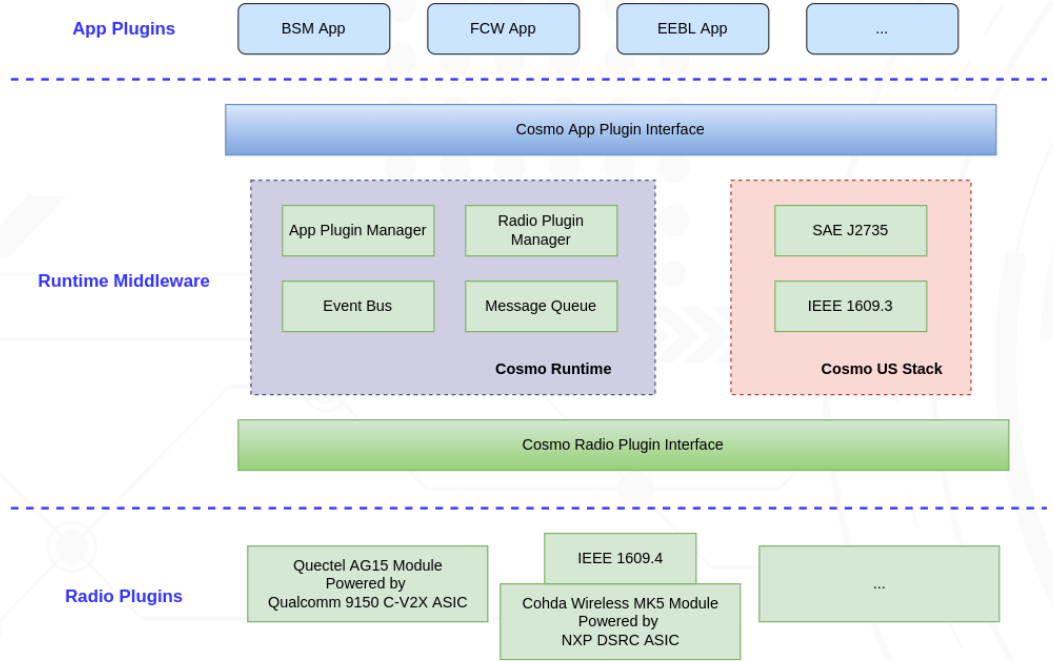 App Plugins
BSM App
FCW App
EEBL App
...
Cosmo App Plugin Interface
Runtime Middleware
App Plugin Manager
Radio Plugin
Manager
Event Bus
Message Queue
Cosmo Runtime
SAE J2735
IEEE 1609.3
Cosmo US Stack
Cosmo Radio Plugin Interface
Radio Plugins
Quectel AG15 Module
Powered by
Qualcomm 9150 C-V2X ASIC
IEEE 1609.4
Cohda Wireless MK5 Module
Powered by
NXP DSRC ASIC
...